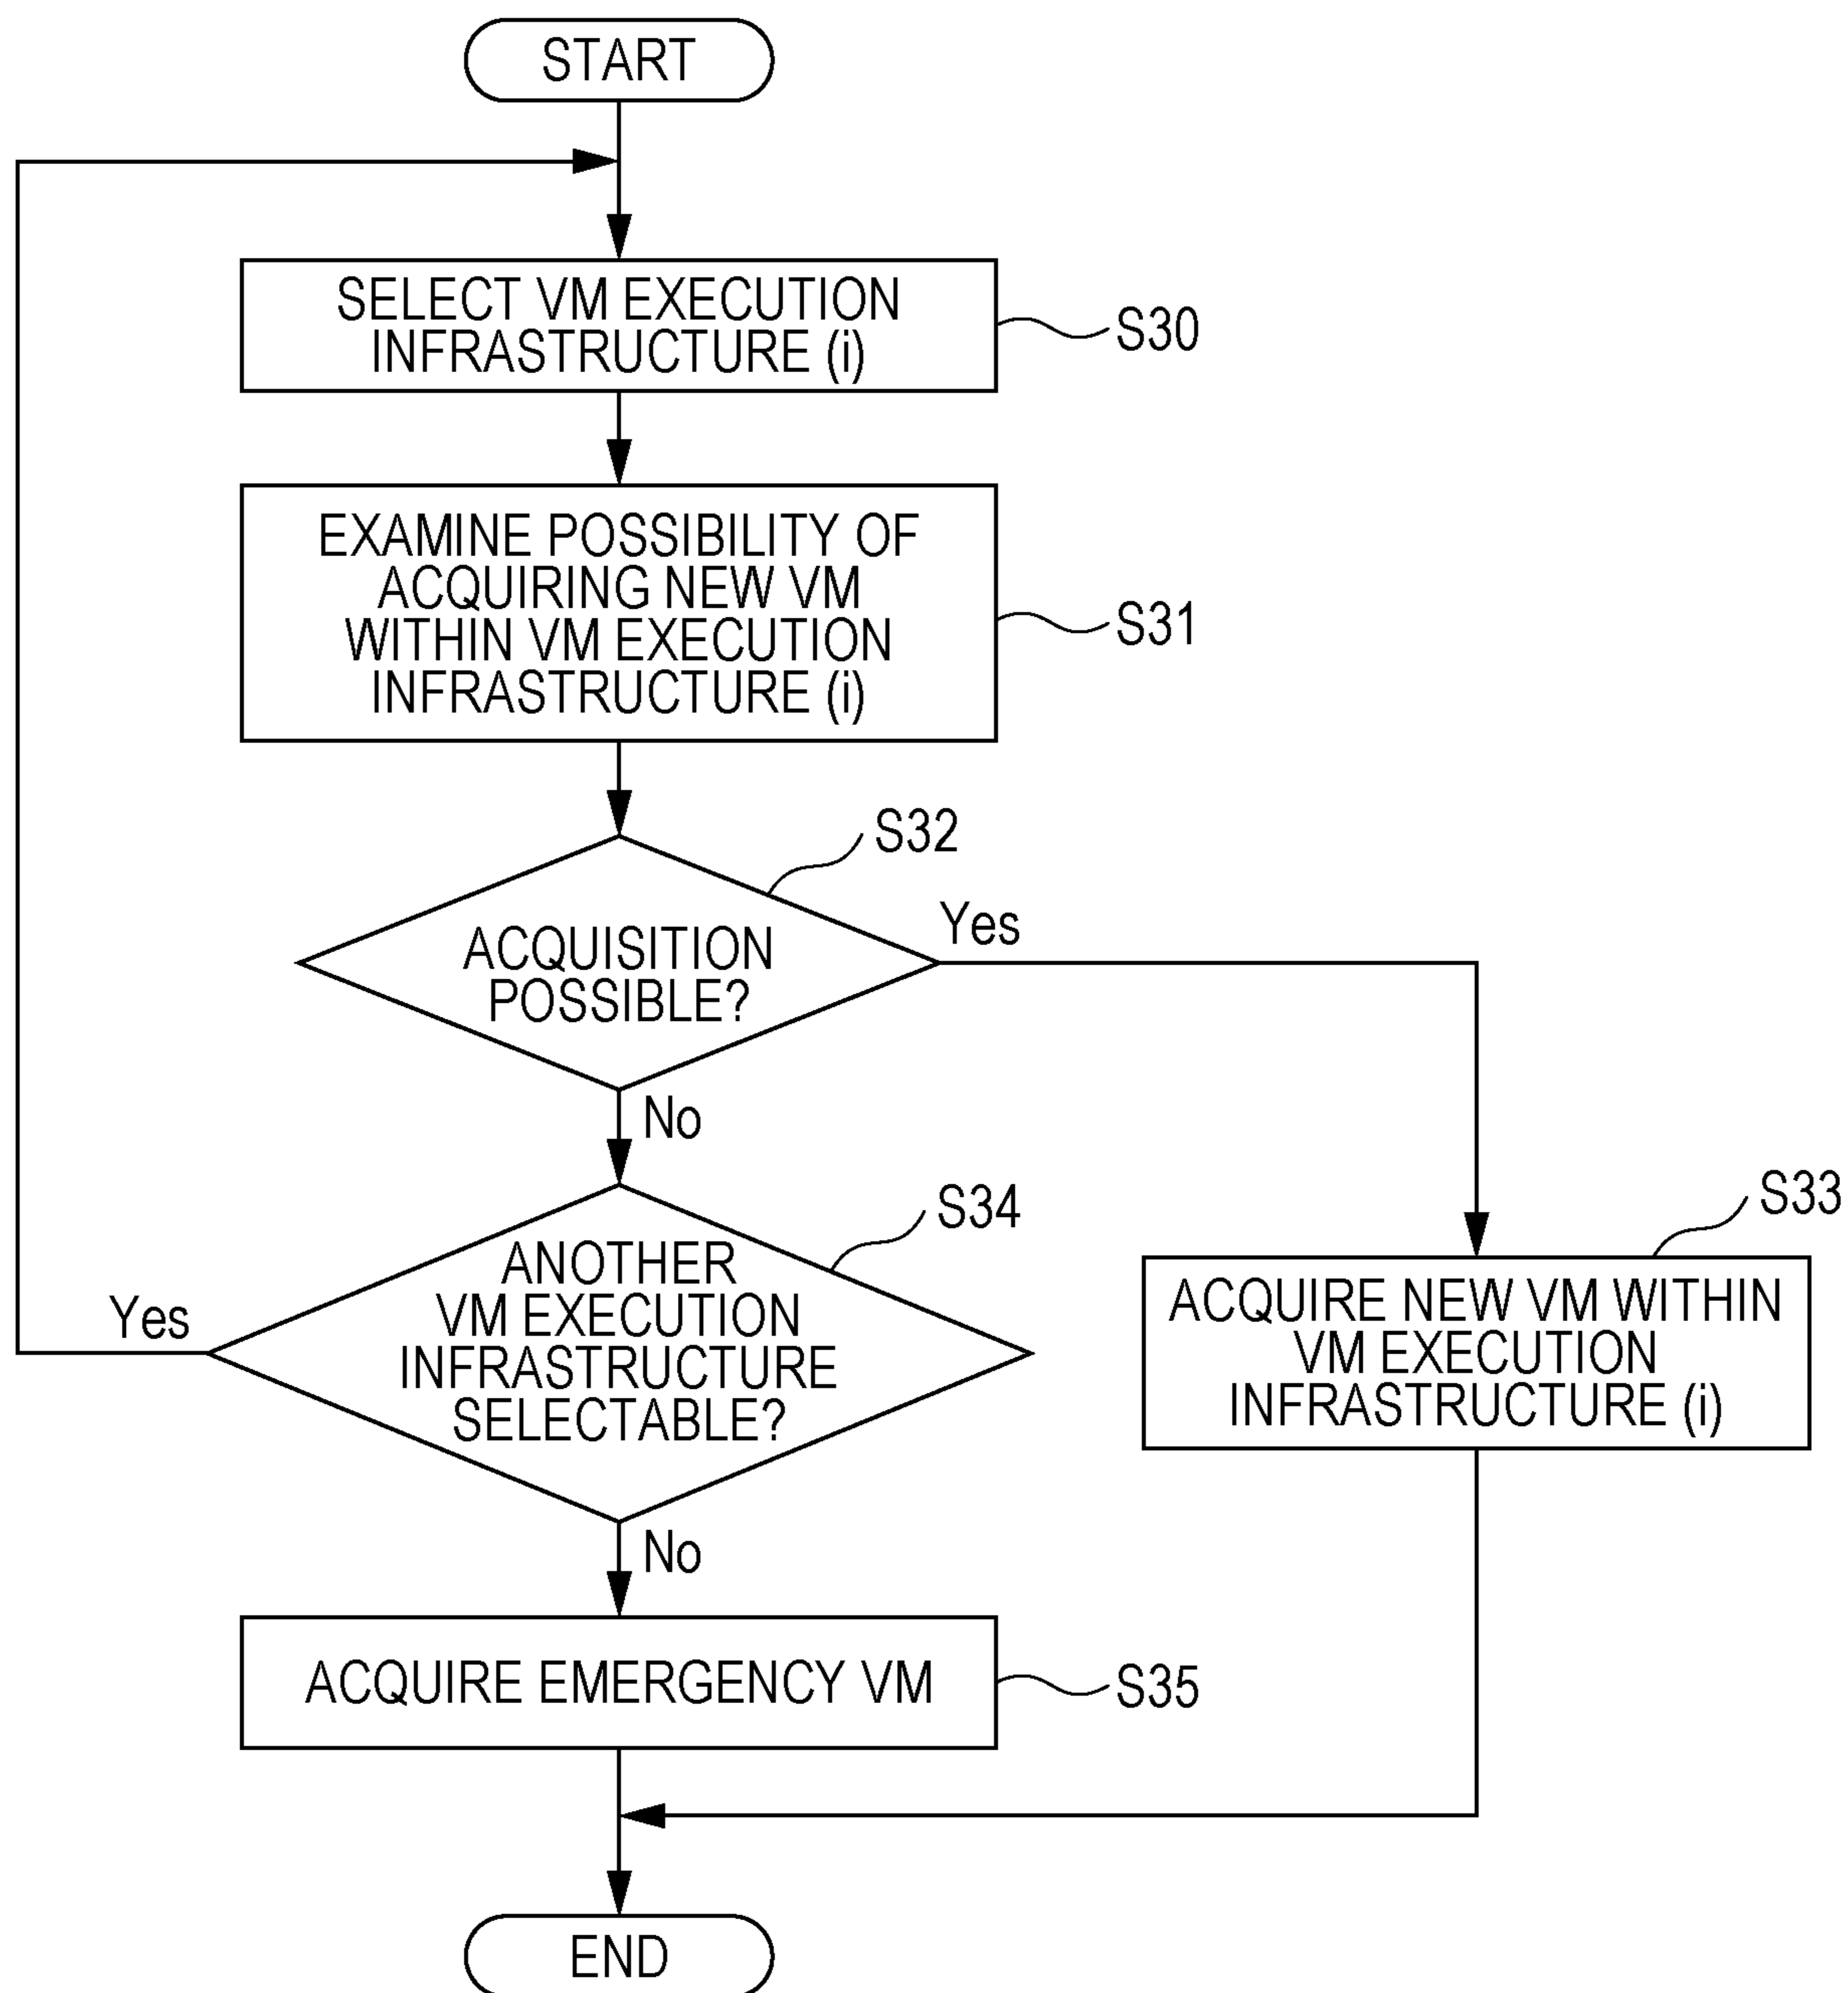 START
SELECT VM EXECUTION
INFRASTRUCTURE (i)
S30
EXAMINE POSSIBILITY OF
ACQUIRING NEW VM
WITHIN VM EXECUTION
INFRASTRUCTURE (i)
S31
S32
ACQUISITION
POSSIBLE?
Yes
No
S34
ANOTHER
VM EXECUTION
INFRASTRUCTURE
SELECTABLE?
Yes
No
S33
ACQUIRE NEW VM WITHIN
VM EXECUTION
INFRASTRUCTURE (i)
ACQUIRE EMERGENCY VM
S35
END